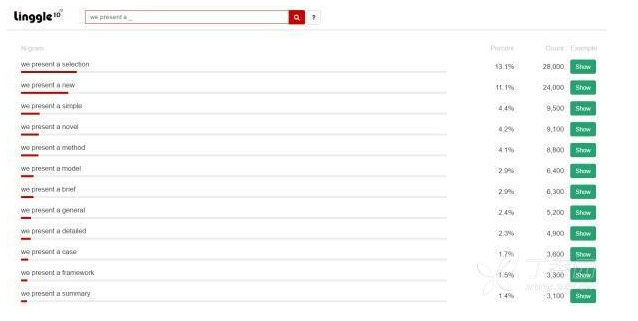 Linggle 10
we present a _
?
N-gram Percent Count Example
we present a selection 13.1% 28,000 Show
we present a new 11.1% 24,000 Show
we present a simple 4.4% 9,500 Show
we present a novel 4.2% 9,100 Show
we present a method 4.1% 8,800 Show
we present a model 2.9% 6,400 Show
we present a brief 2.9% 6,300 Show
we present a general 2.4% 5,200 Show
we present a detailed 2.3% 4,900 Show
we present a case 1.7% 3,600 Show
we present a framework 1.5% 3,300 Show
we present a summary 1.4% 3,100 Show